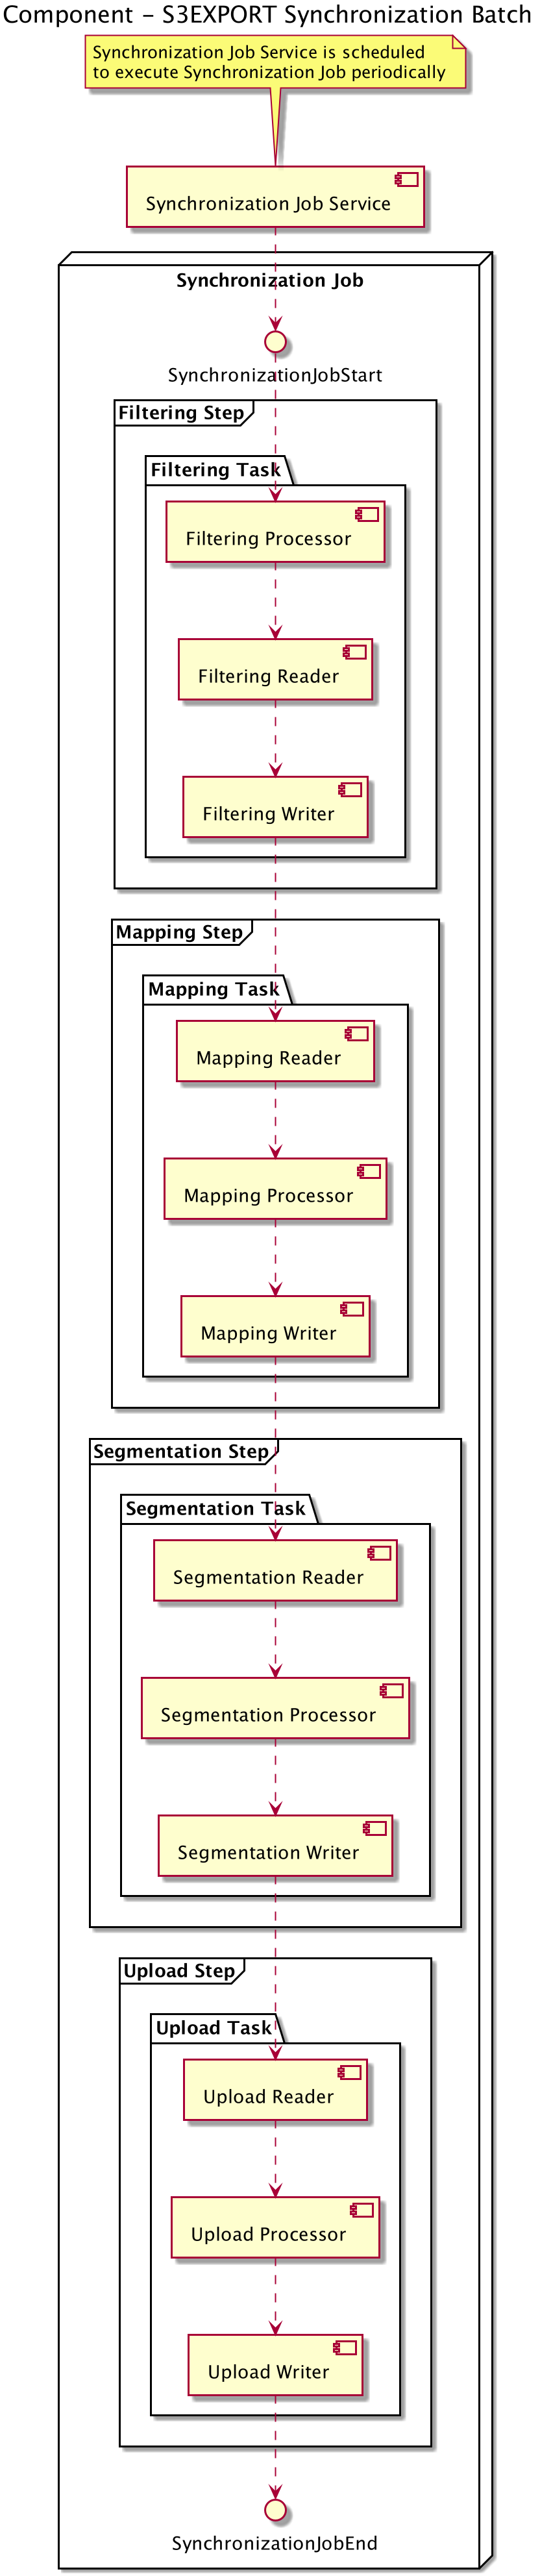 Component - S3EXPORT Synchronization Batch
Synchronization Job Service is scheduled
to execute Synchronization Job periodically
Synchronization Job Service
Synchronization Job
SynchronizationJobStart
Filtering Step
Filtering Task
Filtering Processor
Filtering Reader
Filtering Writer
Mapping Step
Mapping Task
Mapping Reader
Mapping Processor
Mapping Writer
Segmentation Step
Segmentation Task
Segmentation Reader
Segmentation Processor
Segmentation Writer
Upload Step
Upload Task
Upload Reader
Upload Processor
Upload Writer
SynchronizationJobEnd